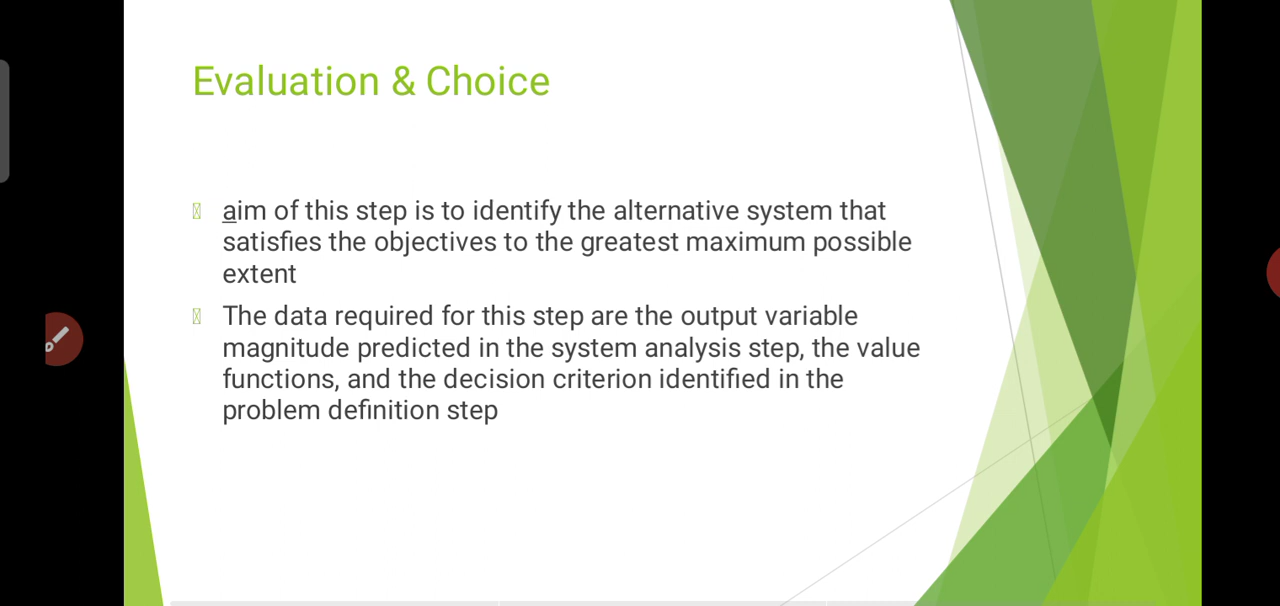 Evaluation & Choice
aim of this step is to identify the alternative system that
satisfies the objectives to the greatest maximum possible
extent
The data required for this step are the output variable
magnitude predicted in the system analysis step, the value
functions, and the decision criterion identified in the
problem definition step